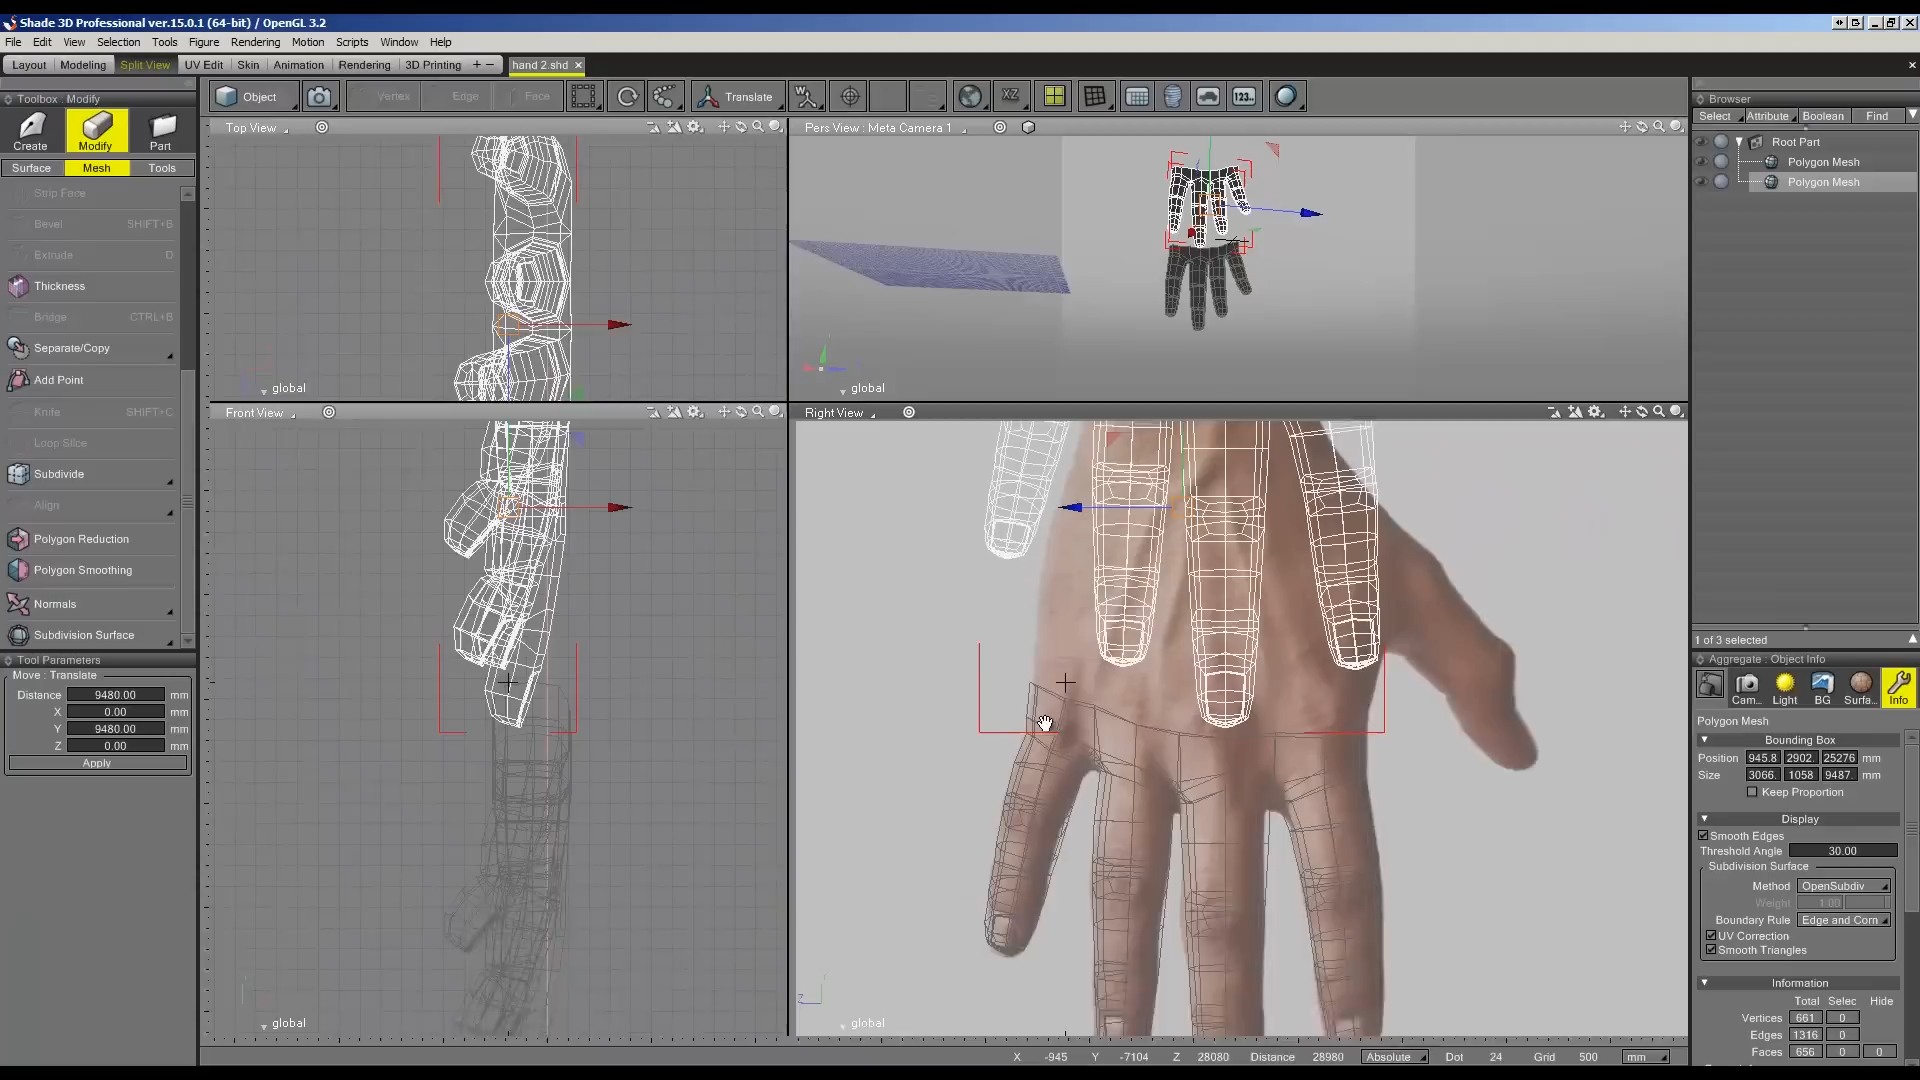 Shade 3D Professional ver.15.0.1 (64-bit) / OpenGL 3.2
File Edit View Selection Tools Figure Rendering Motion Scripts Window Help
Layout Modeling Split View UV Edit Skin Animation Rendering 3D Printing + − hand 2.shd
Toolbox : Modify
Create Modify Part
Surface Mesh Tools
Strip Face
Bevel SHIFT+B
Extrude D
Thickness
Bridge CTRL+B
Separate/Copy
Add Point
Knife SHIFT+C
Loop Slice
Subdivide
Align
Polygon Reduction
Polygon Smoothing
Normals
Subdivision Surface
Tool Parameters
Move : Translate
Distance 9480.00 mm
X 0.00 mm
Y 9480.00 mm
Z 0.00 mm
Apply
Object Vertex Edge Face Translate XZ 123..
Top View
global
Pers View : Meta Camera 1
global
Front View
global
Right View
Z
global
X -945 Y -7104 Z 28080 Distance 28980 Absolute Dot 24 Grid 500 mm
Browser
Select Attribute Boolean Find
Root Part
Polygon Mesh
Polygon Mesh
1 of 3 selected
Aggregate : Object Info
Cam.. Light BG Surfa.. Info
Polygon Mesh
Bounding Box
Position 945.8 2902. 25276 mm
Size 3066. 1058 9487. mm
Keep Proportion
Display
Smooth Edges
Threshold Angle 30.00
Subdivision Surface
Method OpenSubdiv
Weight 1.00
Boundary Rule Edge and Corn
UV Correction
Smooth Triangles
Information
Total Selec Hide
Vertices 661 0
Edges 1316 0
Faces 656 0 0